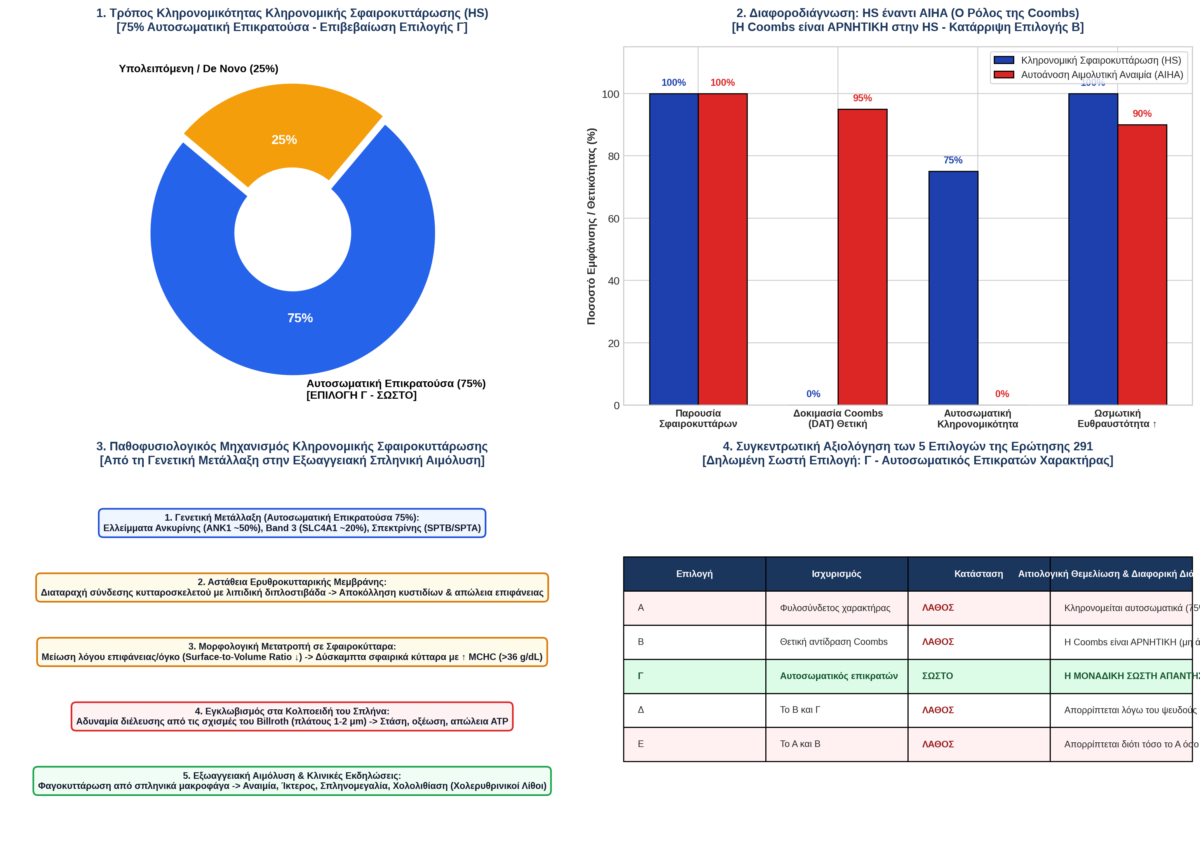 1. Τρόπος Κληρονομικότητας Κληρονομικής Σφαιροκυττάρωσης (HS)
[75% Αυτοσωματική Επικρατούσα - Επιβεβαίωση Επιλογής Γ]
Υπολειπόμενη / De Novo (25%)
25%
75%
Αυτοσωματική Επικρατούσα (75%)
[ΕΠΙΛΟΓΗ Γ - ΣΩΣΤΟ]
2. Διαφοροδιάγνωση: HS έναντι AIHA (Ο Ρόλος της Coombs)
[Η Coombs είναι ΑΡΝΗΤΙΚΗ στην HS - Κατάρριψη Επιλογής Β]
Κληρονομική Σφαιροκυττάρωση (HS)
Αυτοάνοση Αιμολυτική Αναιμία (AIHA)
Ποσοστό Εμφάνισης / Θετικότητας (%)
100
80
60
40
20
0
100%
100%
0%
95%
75%
0%
100%
90%
Παρουσία
Σφαιροκυττάρων
Δοκιμασία Coombs
(DAT) Θετική
Αυτοσωματική
Κληρονομικότητα
Ωσμωτική
Ευθραυστότητα ↑
3. Παθοφυσιολογικός Μηχανισμός Κληρονομικής Σφαιροκυττάρωσης
[Από τη Γενετική Μετάλλαξη στην Εξωαγγειακή Σπληνική Αιμόλυση]
1. Γενετική Μετάλλαξη (Αυτοσωματική Επικρατούσα 75%):
Ελλείμματα Ανκυρίνης (ANK1 ~50%), Band 3 (SLC4A1 ~20%), Σπεκτρίνης (SPTB/SPTA)
2. Αστάθεια Ερυθροκυτταρικής Μεμβράνης:
Διαταραχή σύνδεσης κυτταροσκελετού με λιπιδική διπλοστιβάδα -> Αποκόλληση κυστιδίων & απώλεια επιφάνειας
3. Μορφολογική Μετατροπή σε Σφαιροκύτταρα:
Μείωση λόγου επιφάνειας/όγκο (Surface-to-Volume Ratio ↓) -> Δύσκαμπτα σφαιρικά κύτταρα με ↑ MCHC (>36 g/dL)
4. Εγκλωβισμός στα Κολποειδή του Σπλήνα:
Αδυναμία διέλευσης από τις σχισμές του Billroth (πλάτους 1-2 μm) -> Στάση, οξέωση, απώλεια ATP
5. Εξωαγγειακή Αιμόλυση & Κλινικές Εκδηλώσεις:
Φαγοκυττάρωση από σπληνικά μακροφάγα -> Αναιμία, Ίκτερος, Σπληνομεγαλία, Χολολιθίαση (Χολερυθρινικοί Λίθοι)
4. Συγκεντρωτική Αξιολόγηση των 5 Επιλογών της Ερώτησης 291
[Δηλωμένη Σωστή Επιλογή: Γ - Αυτοσωματικός Επικρατών Χαρακτήρας]
Επιλογή Ισχυρισμός Κατάσταση Αιτιολογική Θεμελίωση & Διαφορική
Α Φυλοσύνδετος χαρακτήρας ΛΑΘΟΣ Κληρονομείται αυτοσωματικά
Β Θετική αντίδραση Coombs ΛΑΘΟΣ Η Coombs είναι ΑΡΝΗΤΙΚΗ
Γ Αυτοσωματικός επικρατών ΣΩΣΤΟ Η ΜΟΝΑΔΙΚΗ ΣΩΣΤΗ
Δ Το Β και Γ ΛΑΘΟΣ Απορρίπτεται λόγω του ψευδούς
Ε Το Α και Β ΛΑΘΟΣ Απορρίπτεται διότι τόσο το Α